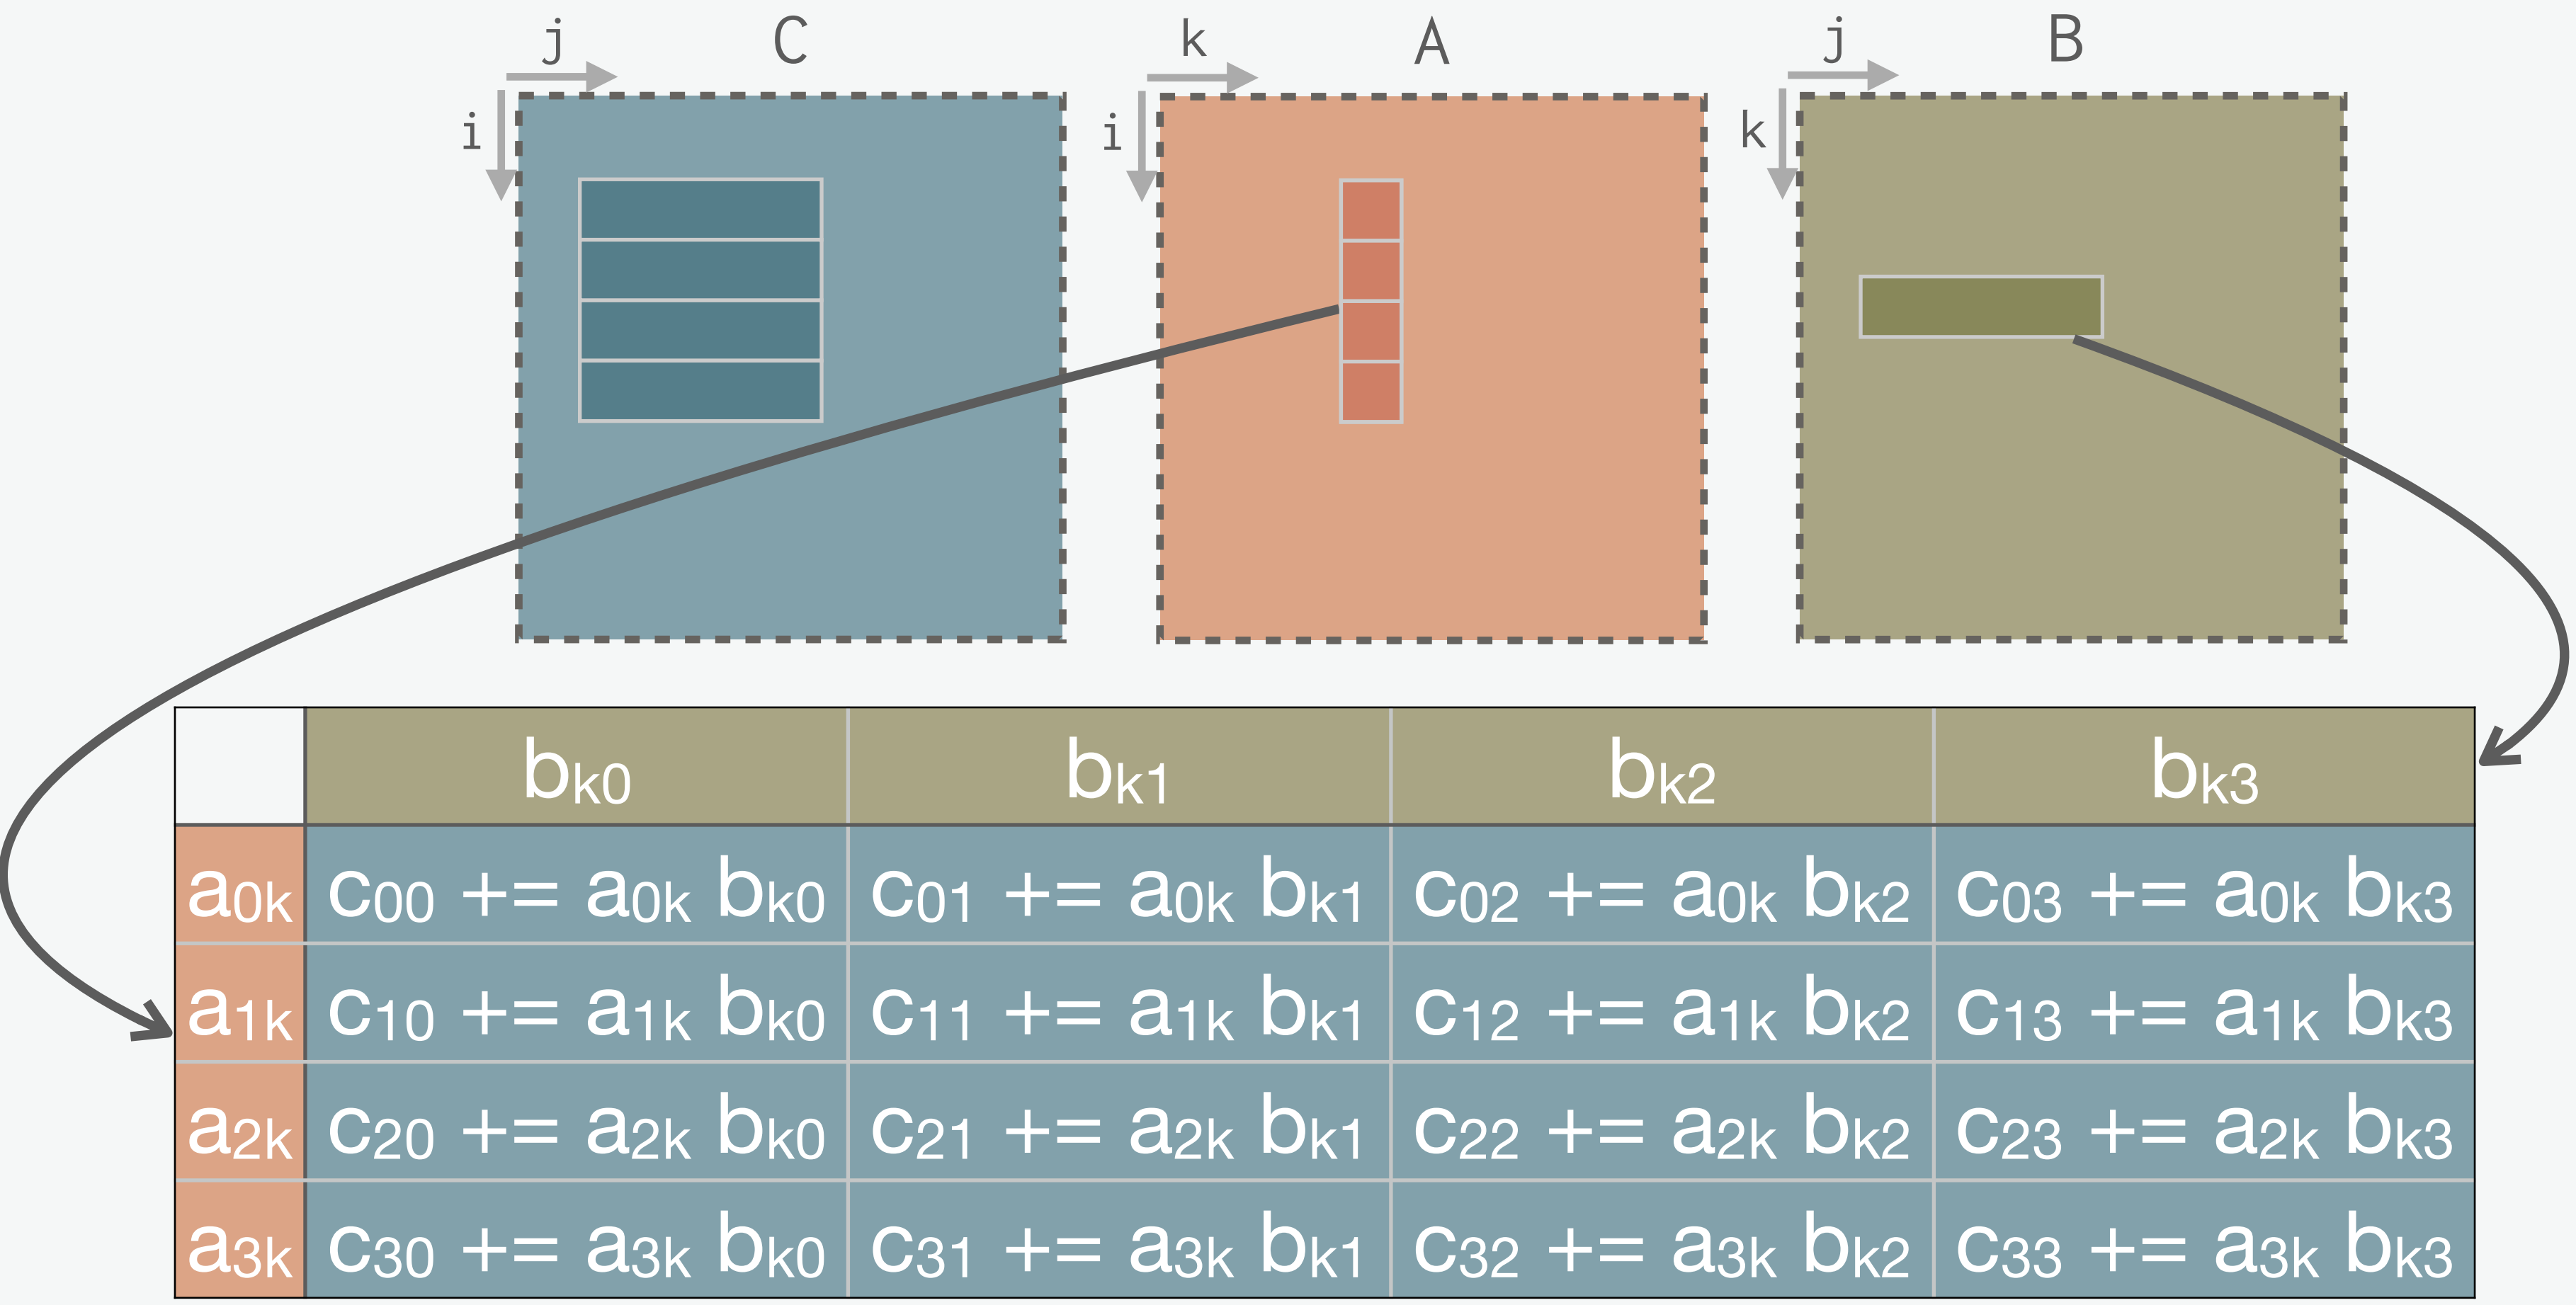 j C k A j B
i i k
bk0 bk1 bk2 bk3
a0k c00 += a0k bk0 c01 += a0k bk1 c02 += a0k bk2 c03 += a0k bk3
a1k c10 += a1k bk0 c11 += a1k bk1 c12 += a1k bk2 c13 += a1k bk3
a2k c20 += a2k bk0 c21 += a2k bk1 c22 += a2k bk2 c23 += a2k bk3
a3k c30 += a3k bk0 c31 += a3k bk1 c32 += a3k bk2 c33 += a3k bk3